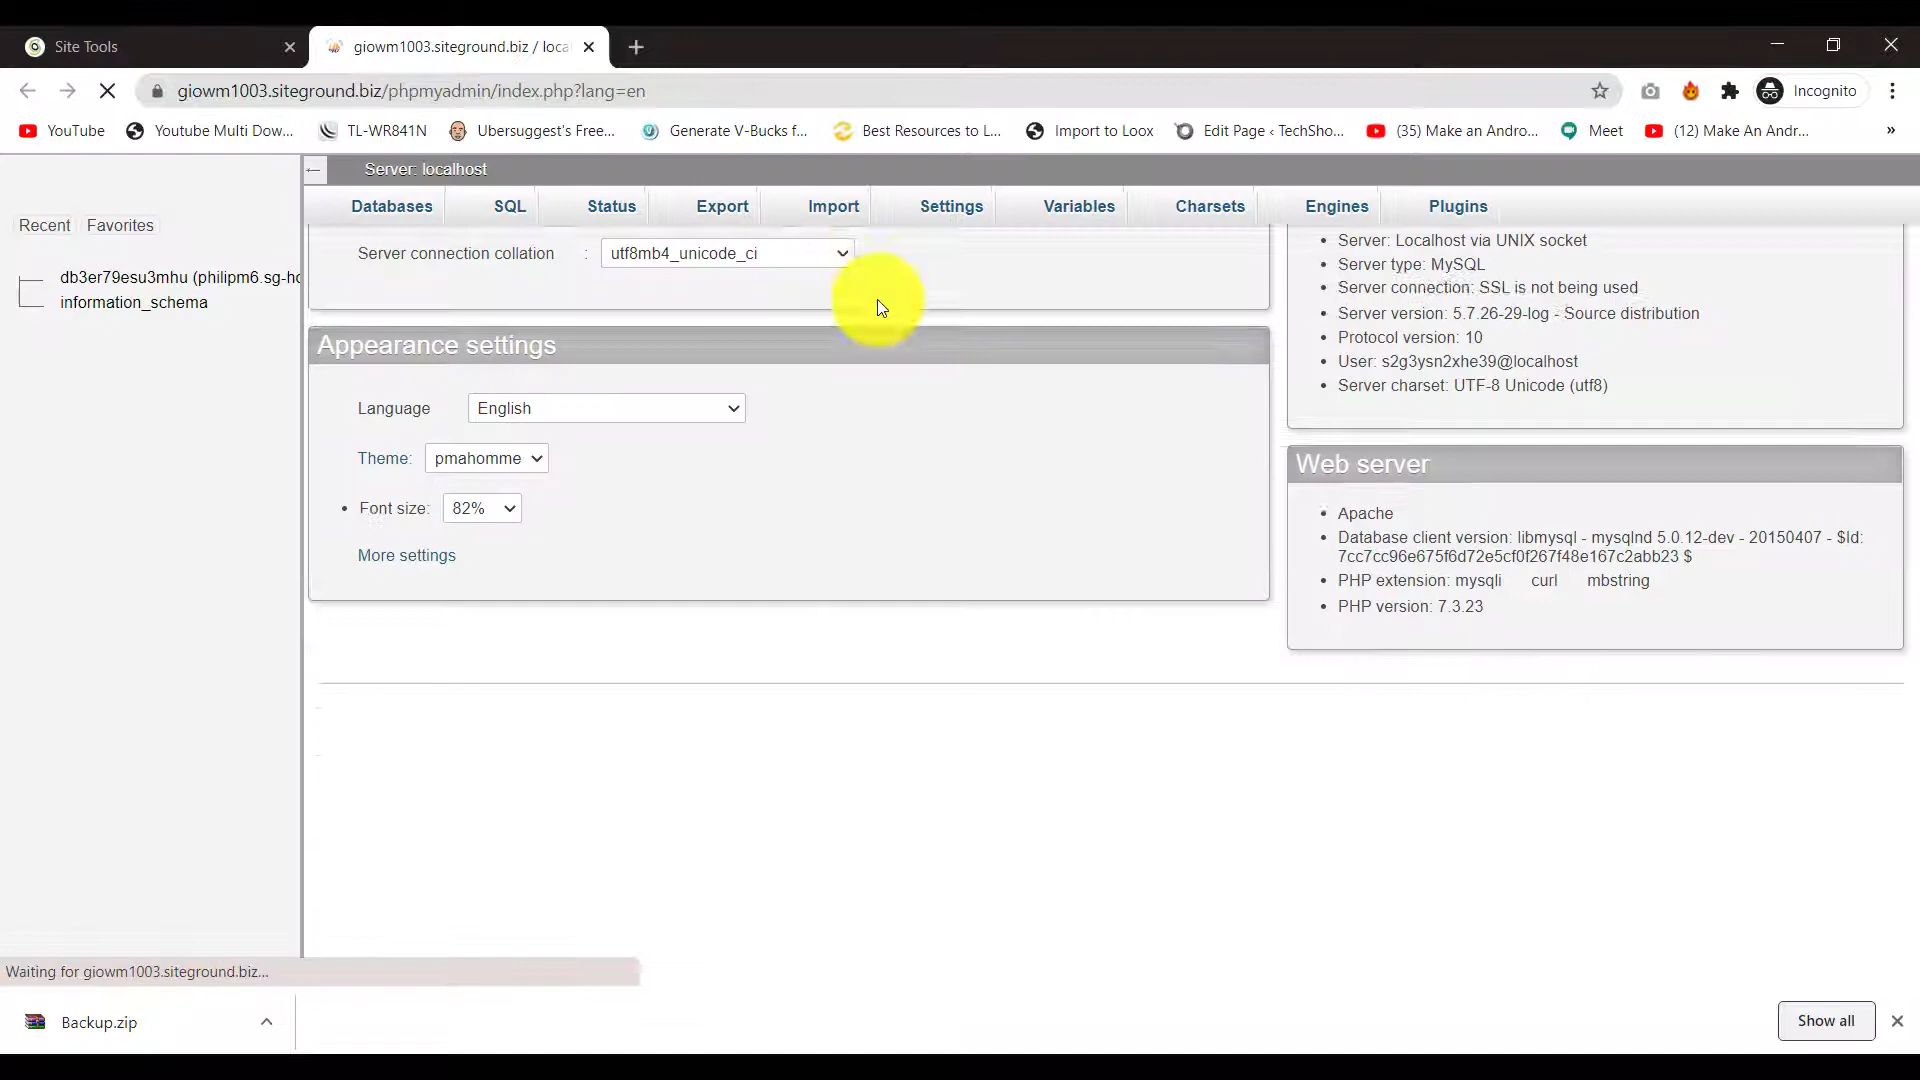 Site Tools
giowm1003.siteground.biz / loca
giowm1003.siteground.biz/phpmyadmin/index.php?lang=en
Incognito
YouTube
Youtube Multi Dow...
TL-WR841N
Ubersuggest's Free...
Generate V-Bucks f...
Best Resources to L...
Import to Loox
Edit Page ‹ TechSho...
(35) Make an Andro...
Meet
(12) Make An Andr...
»
Server: localhost
Databases
SQL
Status
Export
Import
Settings
Variables
Charsets
Engines
Plugins
Recent
Favorites
db3er79esu3mhu (philipm6.sg-ho
information_schema
Server connection collation : utf8mb4_unicode_ci
Appearance settings
Language English
Theme: pmahomme
• Font size: 82%
More settings
• Server: Localhost via UNIX socket
• Server type: MySQL
• Server connection: SSL is not being used
• Server version: 5.7.26-29-log - Source distribution
• Protocol version: 10
• User: s2g3ysn2xhe39@localhost
• Server charset: UTF-8 Unicode (utf8)
Web server
• Apache
• Database client version: libmysql - mysqlnd 5.0.12-dev - 20150407 - $Id:
7cc7cc96e675f6d72e5cf0f267f48e167c2abb23 $
• PHP extension: mysqli curl mbstring
• PHP version: 7.3.23
Waiting for giowm1003.siteground.biz...
Backup.zip
Show all